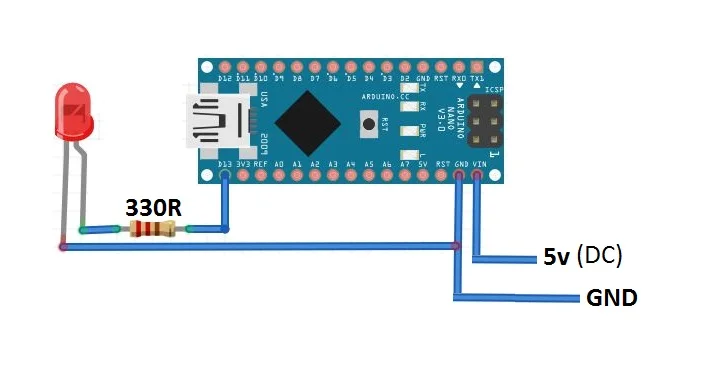 D12 D11 D10 D9 D8 D7 D6 D5 D4 D3 D2 GND RST RX0 TX1
TX
RX
PWR
L
ICSP
1
ARDUINO.CC
RST
ARDUINO
NANO
V3.0
USA
2009
D13 3V3 REF A0 A1 A2 A3 A4 A5 A6 A7 5V RST GND VIN
330R
5v (DC)
GND